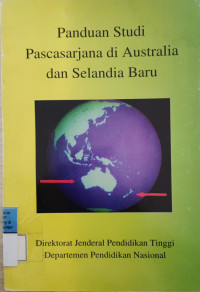 Panduan Studi
Pascasarjana di Australia
dan Selandia Baru
Direktorat Jenderal Pendidikan Tinggi
Departemen Pendidikan Nasional